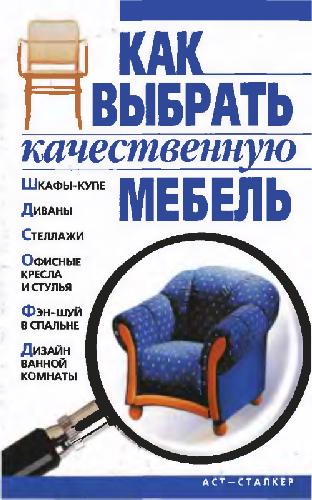 КАК
ВЫБРАТЬ
качественную
МЕБЕЛЬ
ШКАФЫ-КУПЕ
ДИВАНЫ
СТЕЛЛАЖИ
ОФИСНЫЕ
КРЕСЛА
И СТУЛЬЯ
ФЭН-ШУЙ
В СПАЛЬНЕ
ДИЗАЙН
ВАННОЙ
КОМНАТЫ
АСТ—СТАЛКЕР